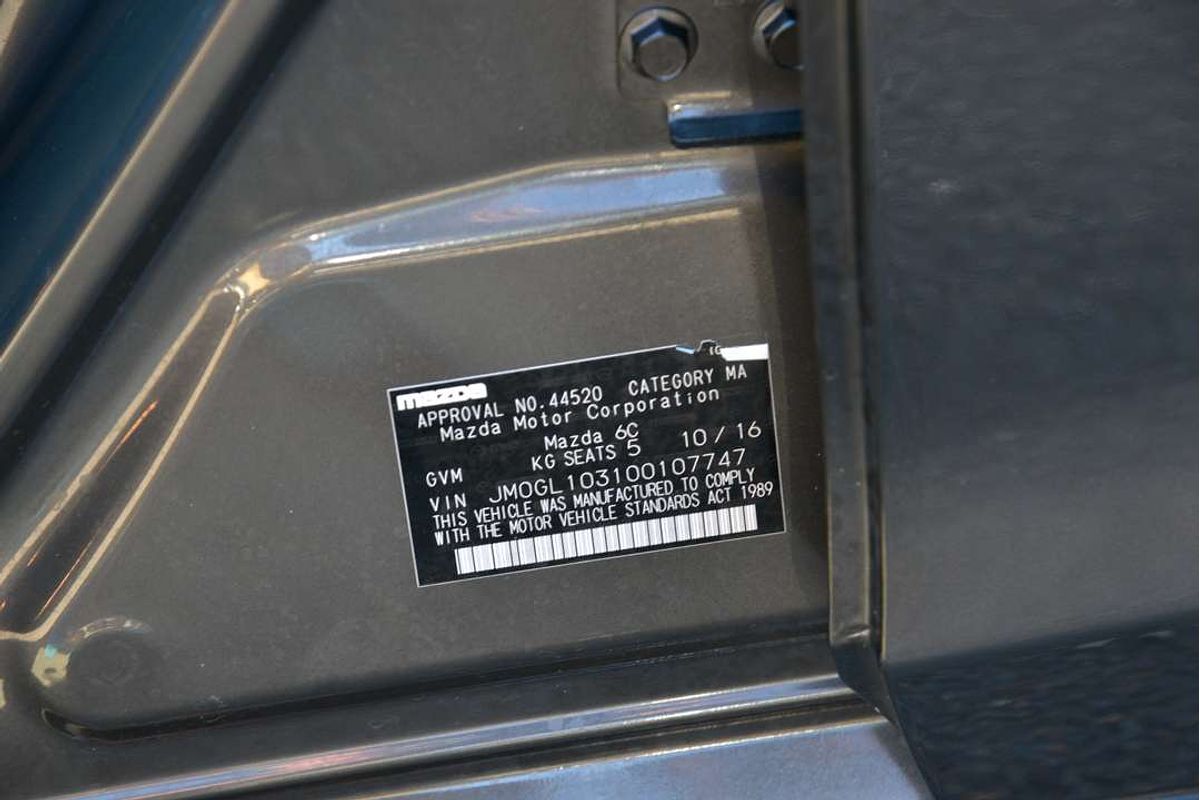 mazda
APPROVAL NO.44520 CATEGORY MA
Mazda Motor Corporation
Mazda 6C
GVM KG SEATS 5 10/16
VIN JM0GL103100107747
THIS VEHICLE WAS MANUFACTURED TO COMPLY
WITH THE MOTOR VEHICLE STANDARDS ACT 1989